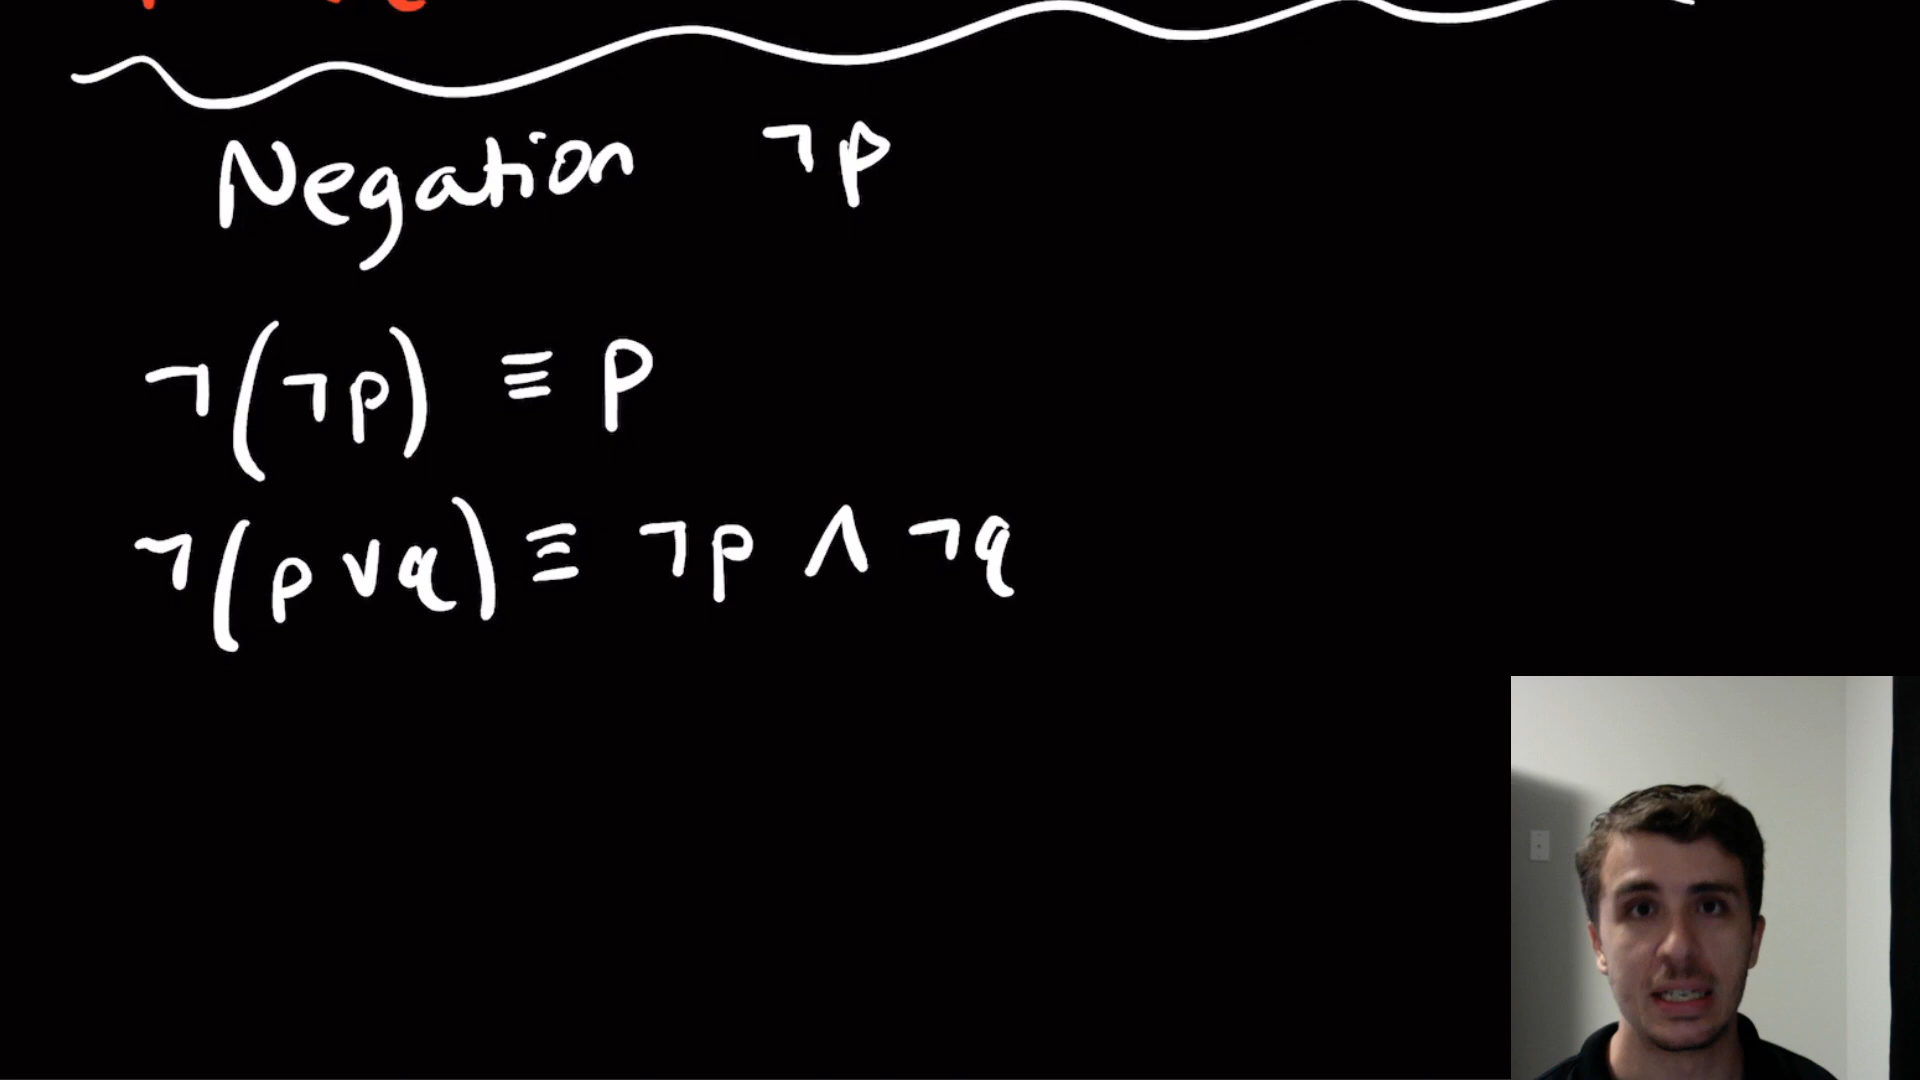 Negation ¬p
¬(¬p) ≡ p
¬(p ∨ q) ≡ ¬p ∧ ¬q